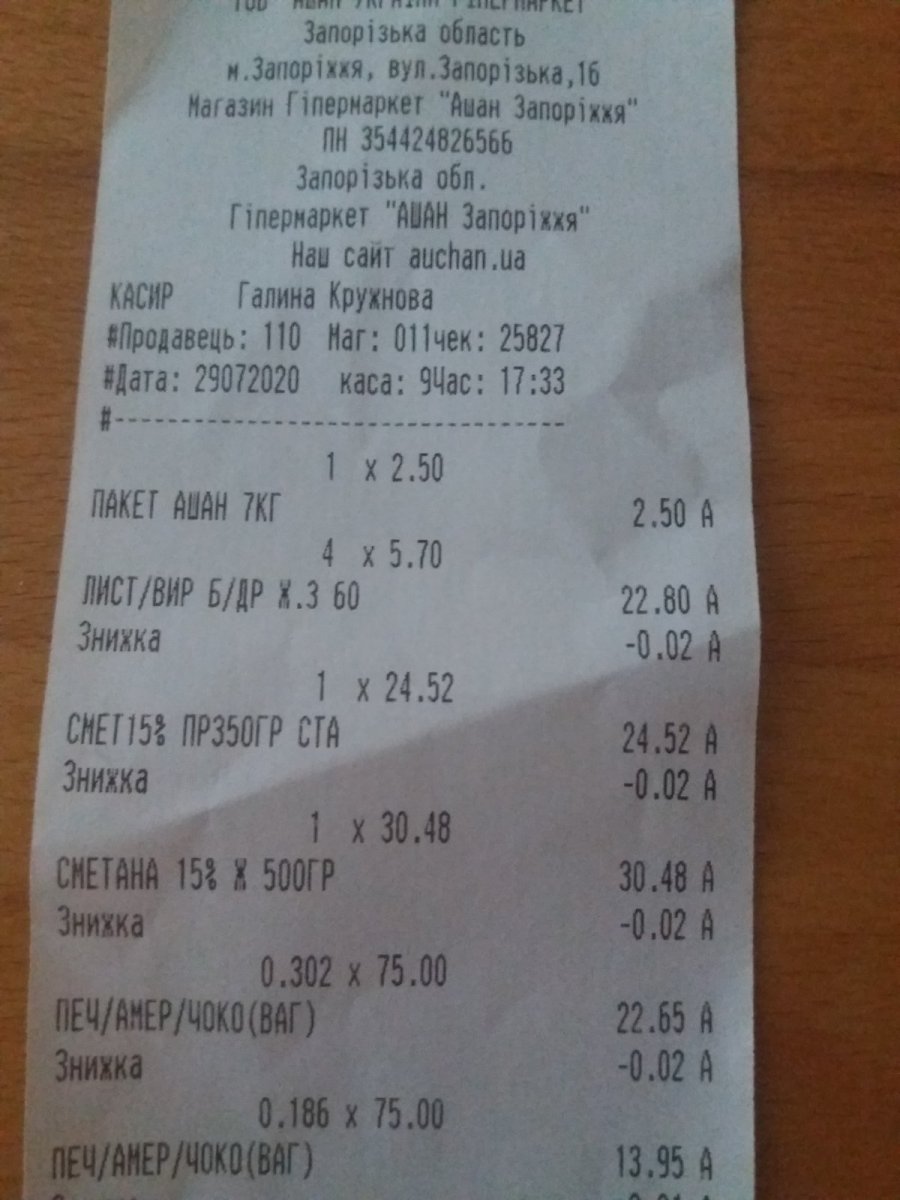 ТОВ "АШАН УКРАЇНА ГІПЕРМАРКЕТ"
Запорізька область
м.Запоріжжя, вул.Запорізька,1б
Магазин Гіпермаркет "Ашан Запоріжжя"
ПН 354424826566
Запорізька обл.
Гіпермаркет "АШАН Запоріжжя"
Наш сайт auchan.ua
КАСИР Галина Кружнова
#Продавець: 110 Маг: 011чек: 25827
#Дата: 29072020 каса: 9Час: 17:33
#-----------------------------------
1 x 2.50
ПАКЕТ АШАН 7КГ 2.50 А
4 x 5.70
ЛИСТ/ВИР Б/ДР Ж.З 60 22.80 А
Знижка -0.02 А
1 x 24.52
СМЕТ15% ПР350ГР СТА 24.52 А
Знижка -0.02 А
1 x 30.48
СМЕТАНА 15% Ж 500ГР 30.48 А
Знижка -0.02 А
0.302 x 75.00
ПЕЧ/АМЕР/ЧОКО(ВАГ) 22.65 А
Знижка -0.02 А
0.186 x 75.00
ПЕЧ/АМЕР/ЧОКО(ВАГ) 13.95 А